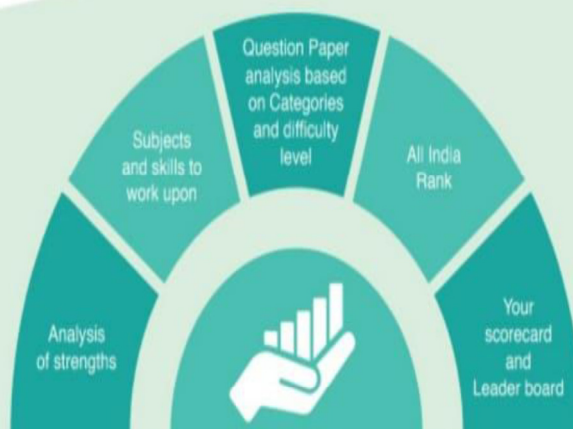 Analysis
of strengths
Subjects
and skills to
work upon
Question Paper
analysis based
on Categories
and difficulty
level
All India
Rank
Your
scorecard
and
Leader board